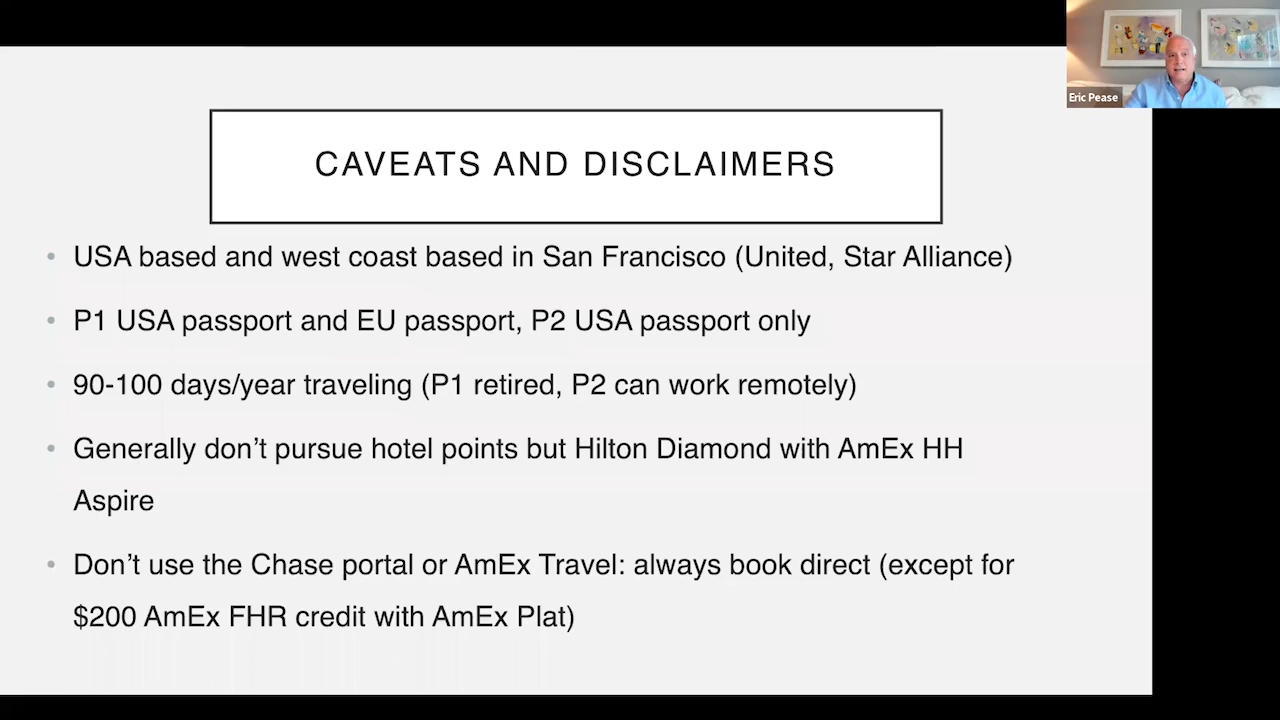 Eric Pease
CAVEATS AND DISCLAIMERS
• USA based and west coast based in San Francisco (United, Star Alliance)
• P1 USA passport and EU passport, P2 USA passport only
• 90-100 days/year traveling (P1 retired, P2 can work remotely)
• Generally don’t pursue hotel points but Hilton Diamond with AmEx HH
Aspire
• Don’t use the Chase portal or AmEx Travel: always book direct (except for
$200 AmEx FHR credit with AmEx Plat)